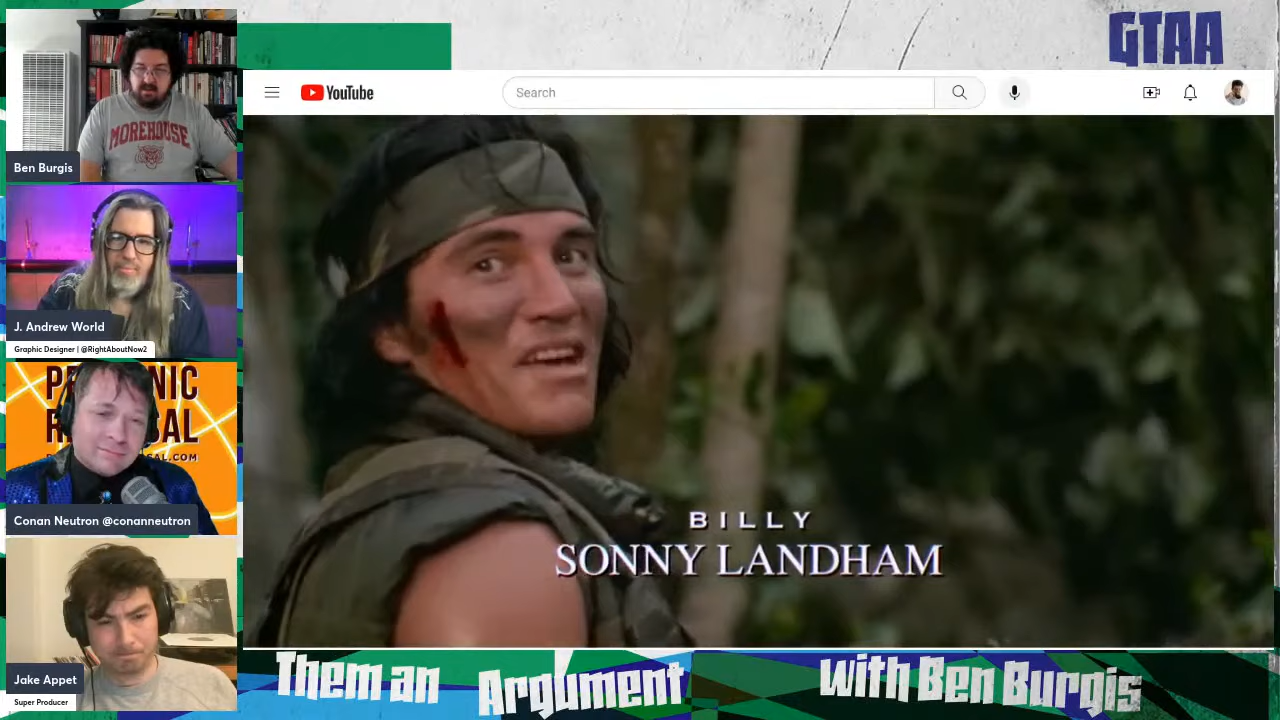 GTAA
YouTube
Search
MOREHOUSE
Ben Burgis
J. Andrew World
Graphic Designer | @RightAboutNow2
Conan Neutron @conanneutron
Jake Appet
Super Producer
BILLY
SONNY LANDHAM
Them an Argument with Ben Burgis